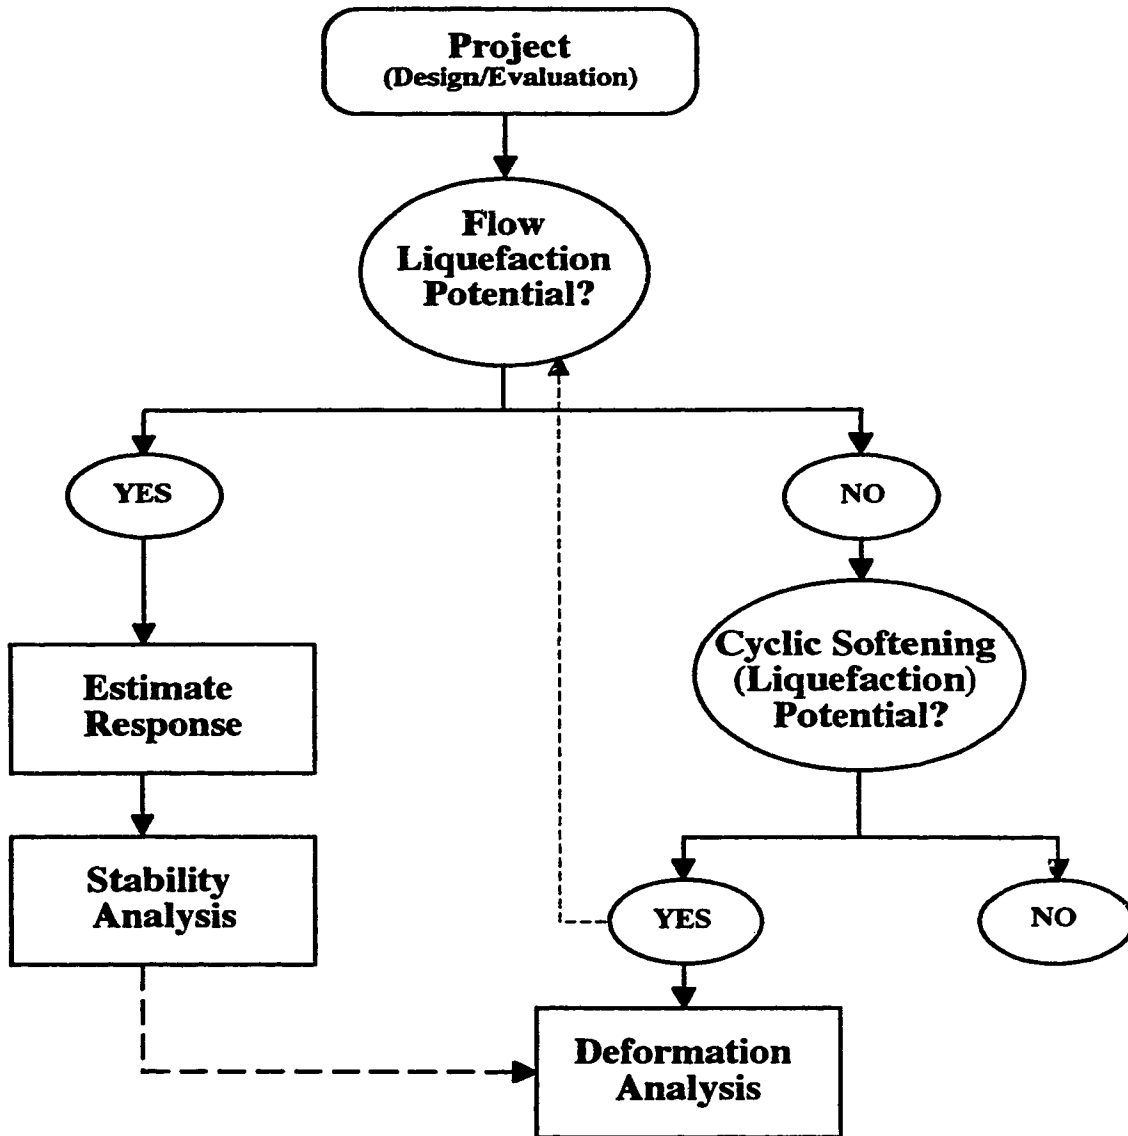 Project
(Design/Evaluation)
Flow
Liquefaction
Potential?
YES
NO
Estimate
Response
Cyclic Softening
(Liquefaction)
Potential?
Stability
Analysis
YES
NO
Deformation
Analysis